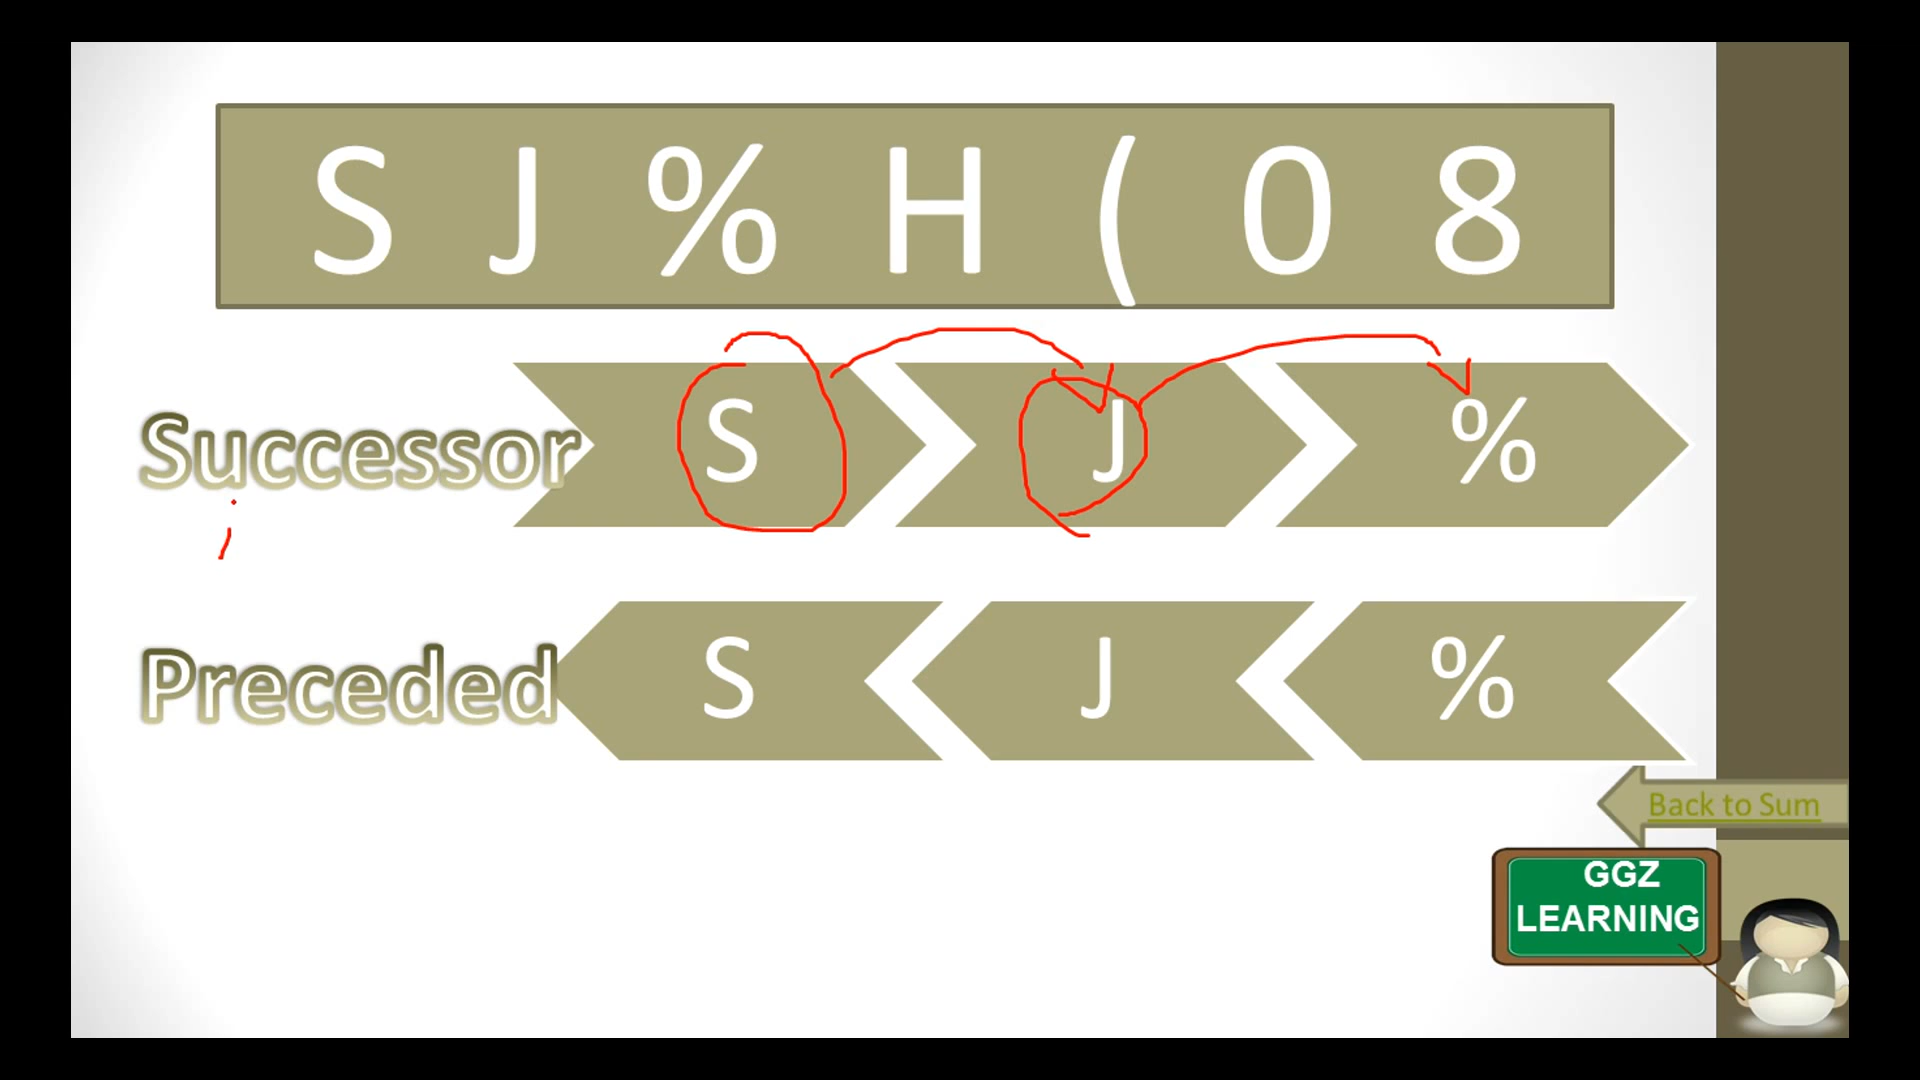 S J % H ( 0 8
Successor S J %
Preceded S J %
Back to Sum
GGZ
LEARNING